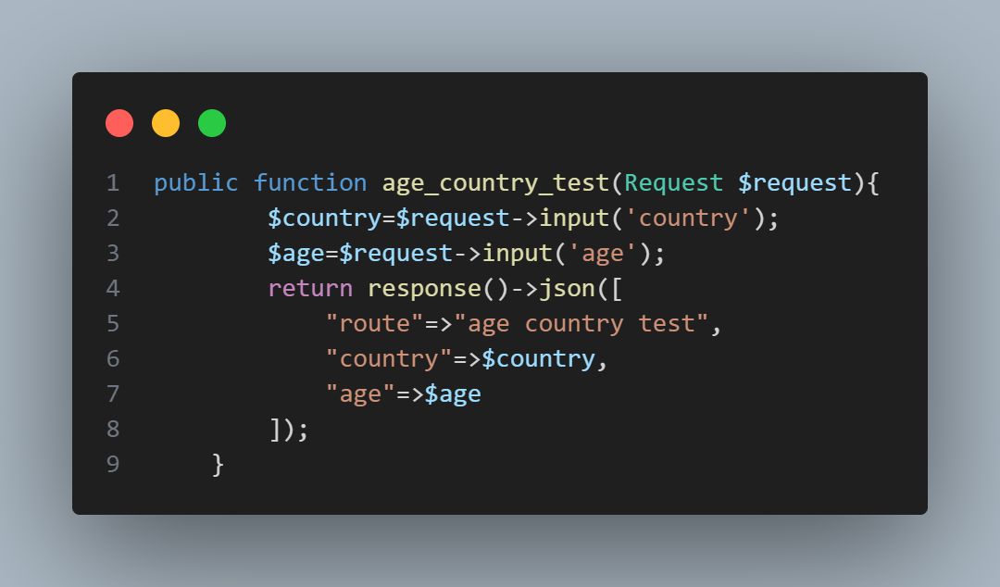 1 public function age_country_test(Request $request){
2 $country=$request->input('country');
3 $age=$request->input('age');
4 return response()->json([
5 "route"=>"age country test",
6 "country"=>$country,
7 "age"=>$age
8 ]);
9 }